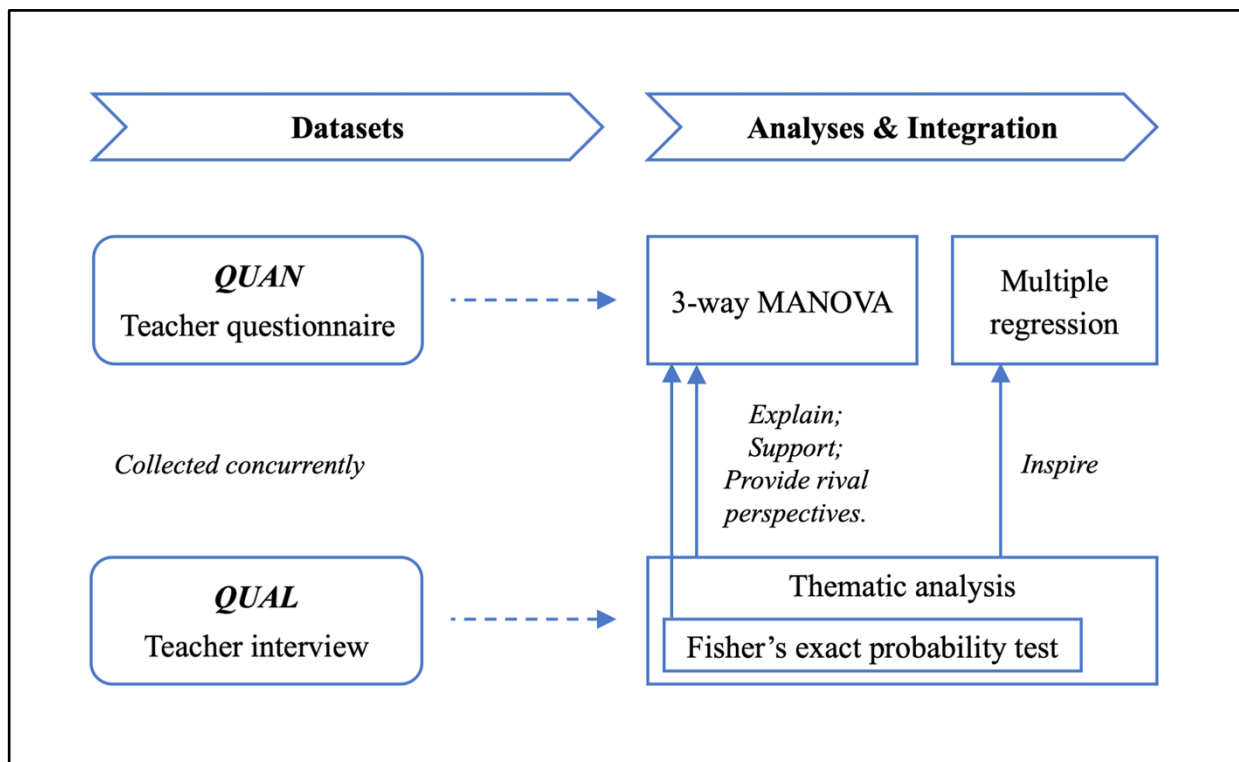 Datasets
Analyses & Integration
QUAN
Teacher questionnaire
3-way MANOVA
Multiple
regression
Collected concurrently
Explain;
Support;
Provide rival
perspectives.
Inspire
QUAL
Teacher interview
Thematic analysis
Fisher’s exact probability test